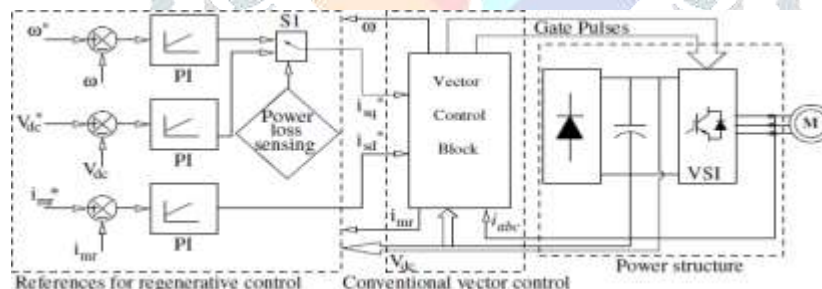 ω*
ω
PI
S1
V_dc*
V_dc
PI
Power
loss
sensing
i_mr*
i_mr
PI
References for regenerative control
ω
i_sq*
i_sd*
Vector
Control
Block
i_mr
i_abc
V_dc
Conventional vector control
Gate Pulses
VSI
M
Power structure